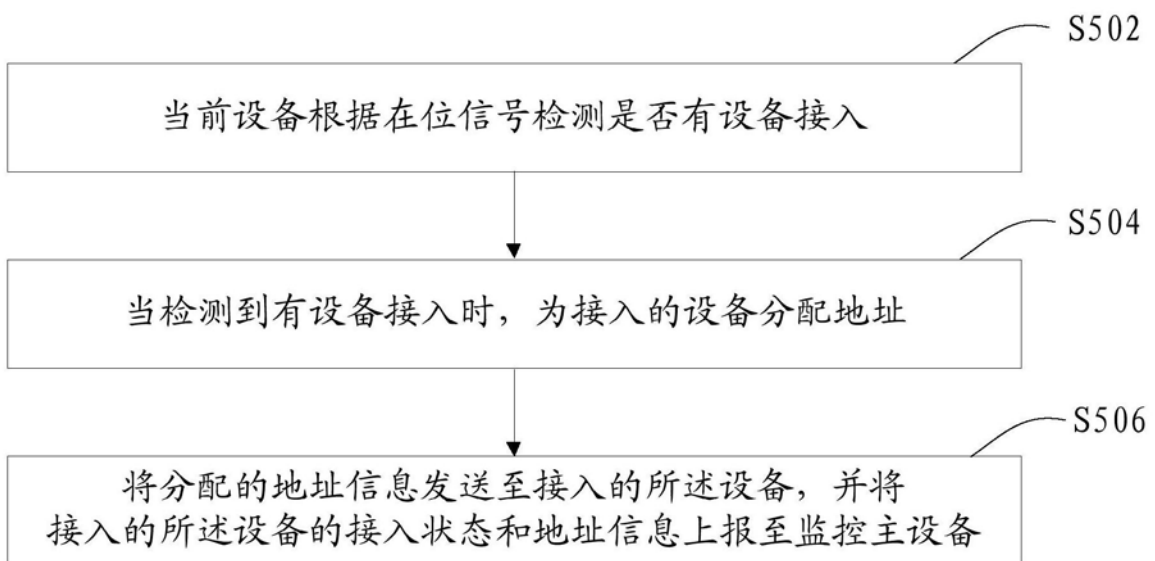 S502
当前设备根据在位信号检测是否有设备接入
S504
当检测到有设备接入时，为接入的设备分配地址
S506
将分配的地址信息发送至接入的所述设备，并将
接入的所述设备的接入状态和地址信息上报至监控主设备